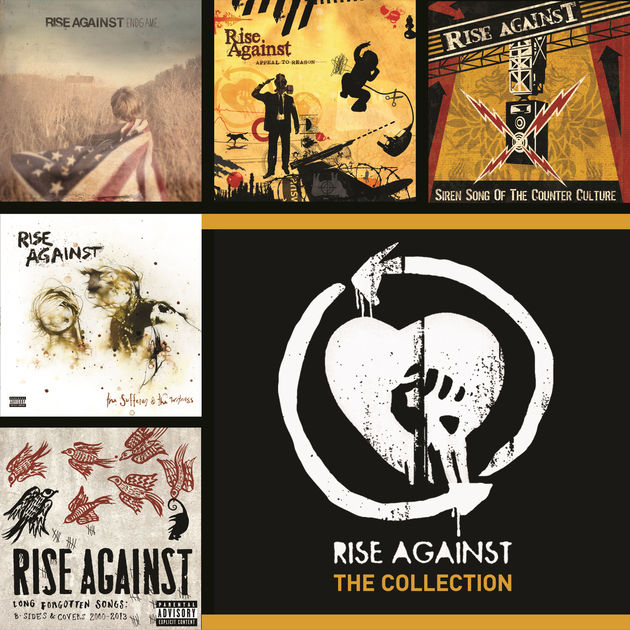 RISE AGAINST ENDGAME
Rise Against
APPEAL TO REASON
RISE AGAINST
SIREN SONG OF THE COUNTER CULTURE
RISE AGAINST
the Sufferer & the Witness
RISE AGAINST
LONG FORGOTTEN SONGS:
B-SIDES & COVERS 2000-2013
PARENTAL
ADVISORY
EXPLICIT CONTENT
RISE AGAINST
THE COLLECTION